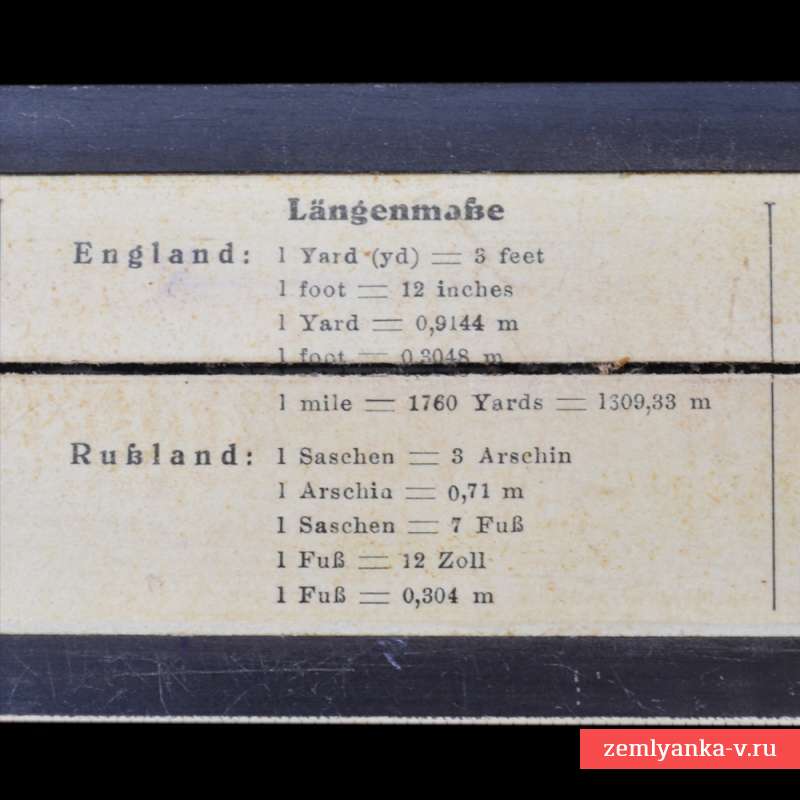 Längenmaße
England: 1 Yard (yd) = 3 feet
1 foot = 12 inches
1 Yard = 0,9144 m
1 foot = 0,3048 m
1 mile = 1760 Yards = 1309,33 m
Rußland: 1 Saschen = 3 Arschin
1 Arschin = 0,71 m
1 Saschen = 7 Fuß
1 Fuß = 12 Zoll
1 Fuß = 0,304 m
zemlyanka-v.ru